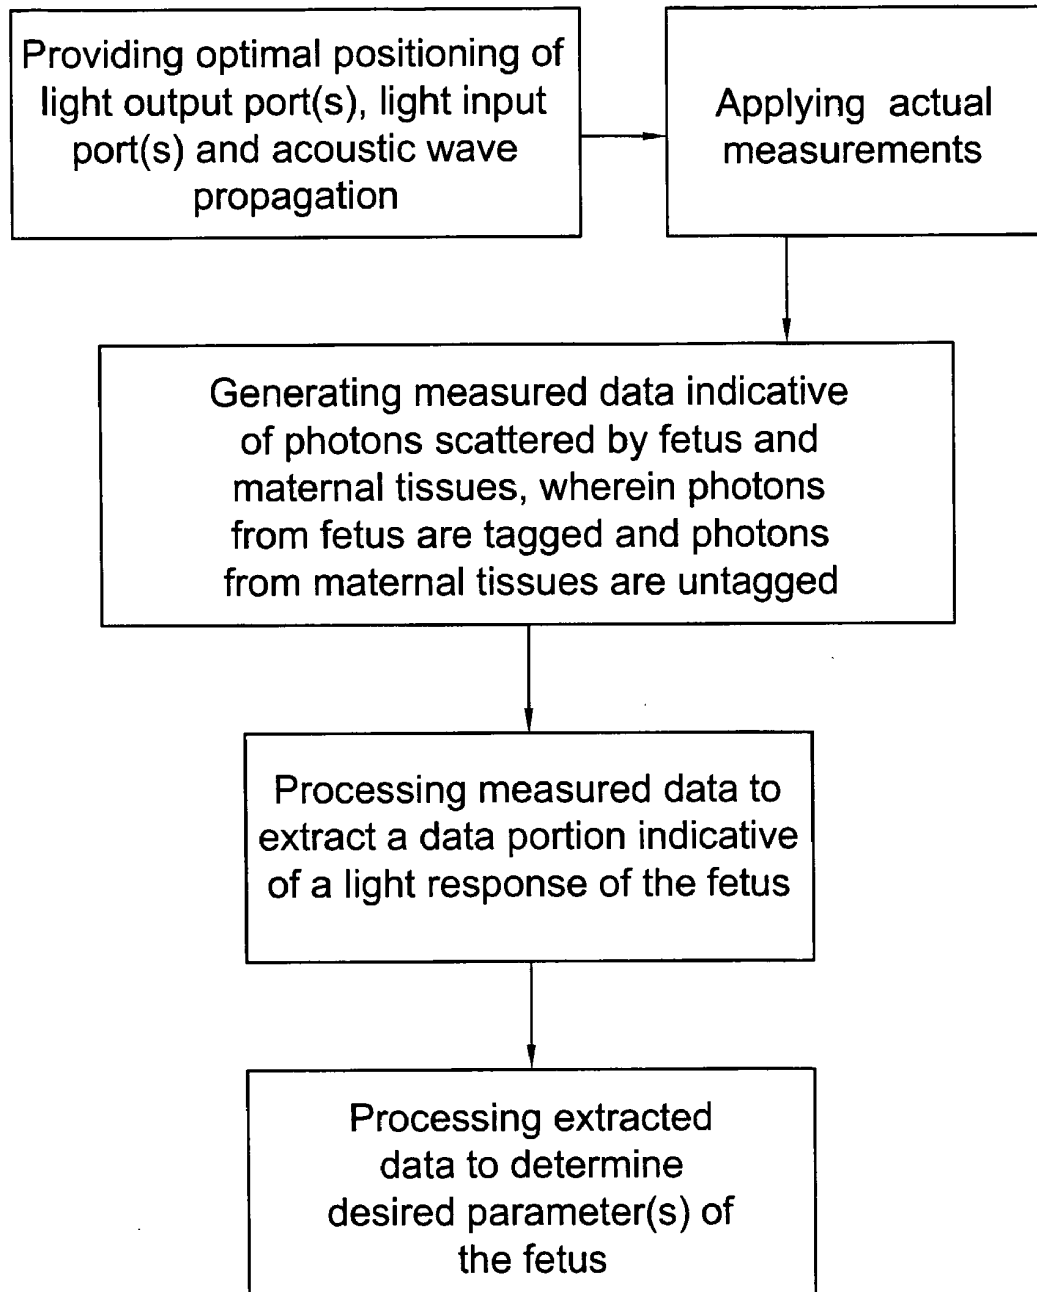 Providing optimal positioning of
light output port(s), light input
port(s) and acoustic wave
propagation
Applying actual
measurements
Generating measured data indicative
of photons scattered by fetus and
maternal tissues, wherein photons
from fetus are tagged and photons
from maternal tissues are untagged
Processing measured data to
extract a data portion indicative
of a light response of the fetus
Processing extracted
data to determine
desired parameter(s) of
the fetus